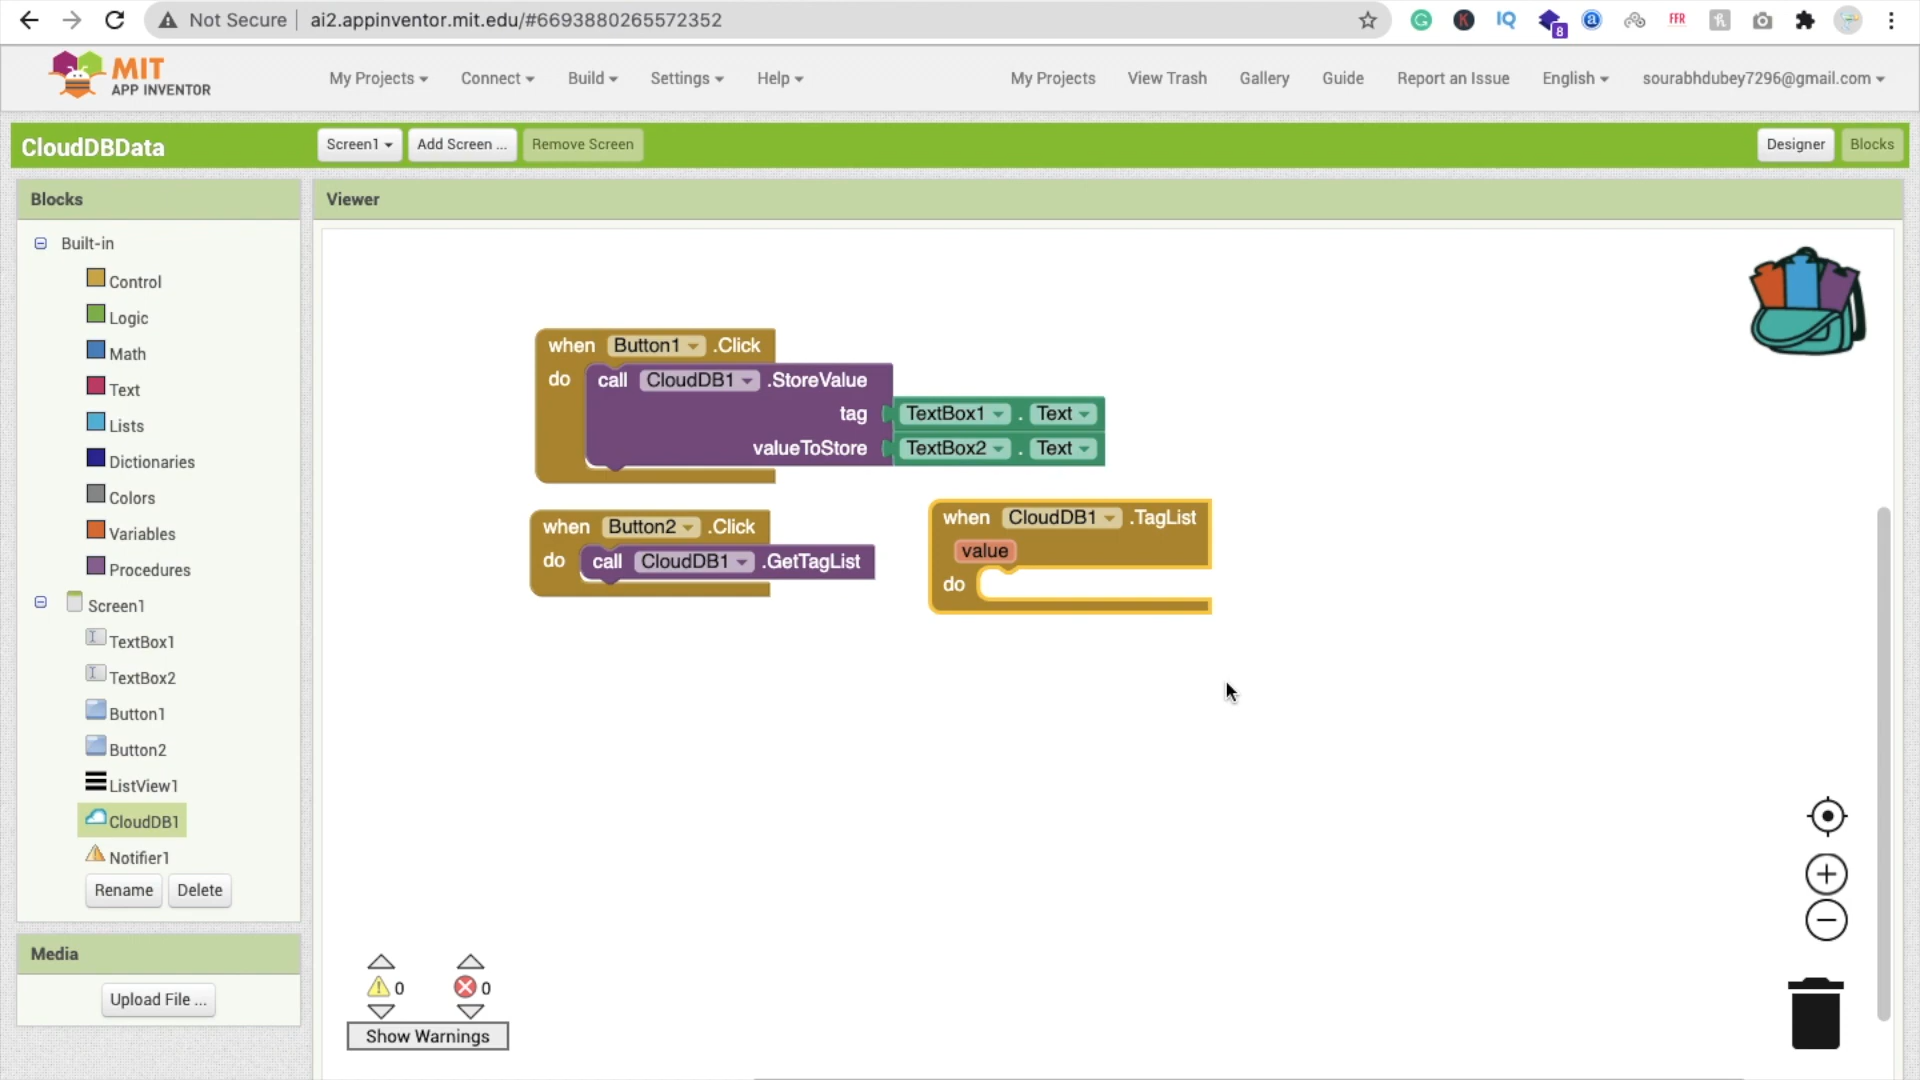 Not Secure ai2.appinventor.mit.edu/#6693880265572352
K IQ 8 a FFR
MIT
APP INVENTOR
My Projects Connect Build Settings Help My Projects View Trash Gallery Guide Report an Issue English sourabhdubey7296@gmail.com
CloudDBData Screen1 Add Screen ... Remove Screen Designer Blocks
Blocks
Viewer
Built-in
Control
Logic
Math
Text
Lists
Dictionaries
Colors
Variables
Procedures
Screen1
TextBox1
TextBox2
Button1
Button2
ListView1
CloudDB1
Notifier1
Rename Delete
Media
Upload File ...
when Button1 .Click
do call CloudDB1 .StoreValue
tag TextBox1 . Text
valueToStore TextBox2 . Text
when Button2 .Click
do call CloudDB1 .GetTagList
when CloudDB1 .TagList
value
do
0 0
Show Warnings